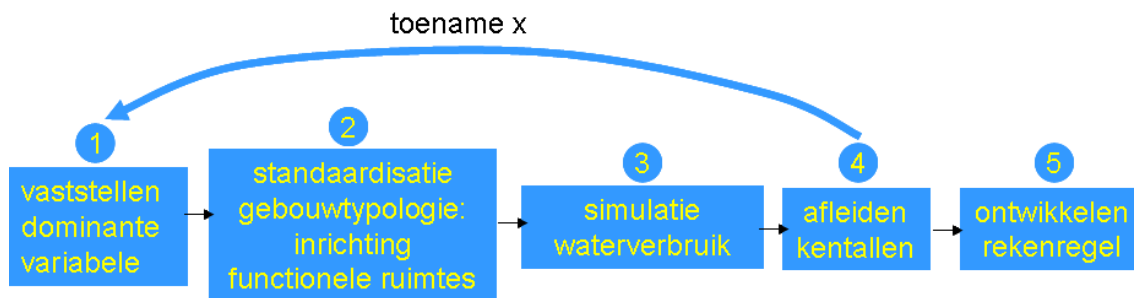 toename x
1
vaststellen
dominante
variabele
2
standaardisatie
gebouwtypologie:
inrichting
functionele ruimtes
3
simulatie
waterverbruik
4
afleiden
kentallen
5
ontwikkelen
rekenregel